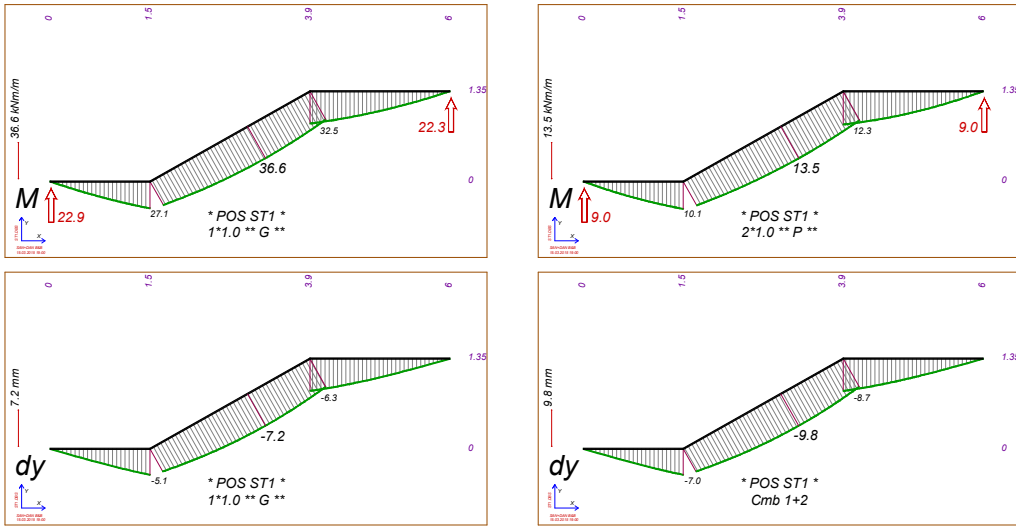 0
1.5
3.9
6
36.6 kNm/m
1.35
22.3
32.5
36.6
0
M
22.9
27.1
* POS ST1 *
1*1.0 ** G **
Y
X
0
1.5
3.9
6
13.5 kNm/m
1.35
9.0
12.3
13.5
0
M
9.0
10.1
* POS ST1 *
2*1.0 ** P **
Y
X
0
1.5
3.9
6
7.2 mm
1.35
-6.3
-7.2
0
dy
-5.1
* POS ST1 *
1*1.0 ** G **
Y
X
0
1.5
3.9
6
9.8 mm
1.35
-8.7
-9.8
0
dy
-7.0
* POS ST1 *
Cmb 1+2
Y
X